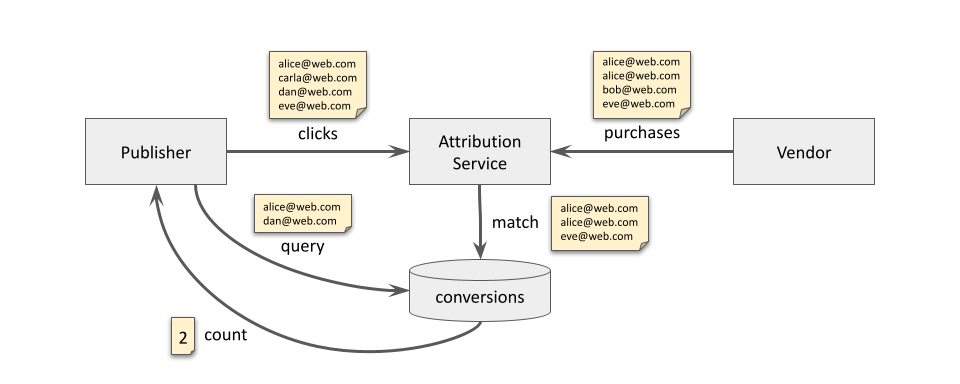 alice@web.com
carla@web.com
dan@web.com
eve@web.com
clicks
alice@web.com
alice@web.com
bob@web.com
eve@web.com
purchases
Publisher
Attribution
Service
Vendor
alice@web.com
dan@web.com
query
match
alice@web.com
alice@web.com
eve@web.com
conversions
2
count